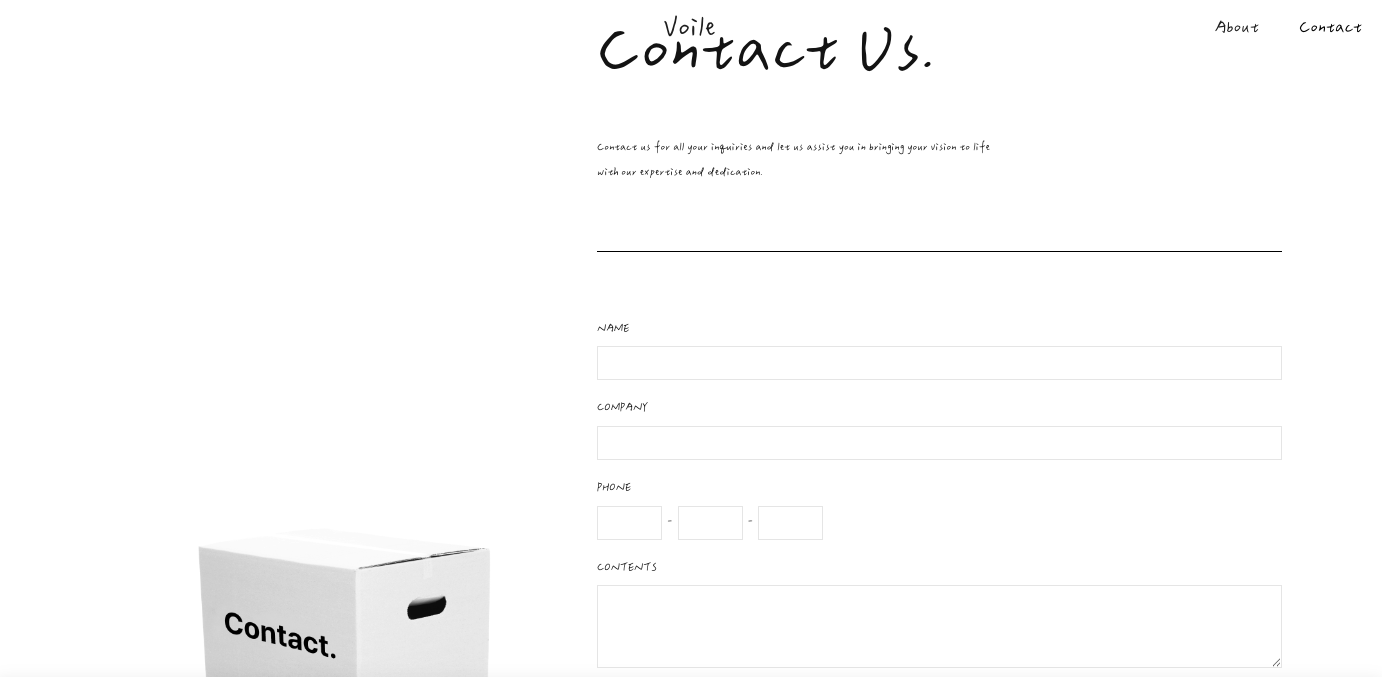 Voile
About
Contact
Contact Us.
Contact us for all your inquiries and let us assist you in bringing your vision to life
with our expertise and dedication.
NAME
COMPANY
PHONE
- -
CONTENTS
Contact.